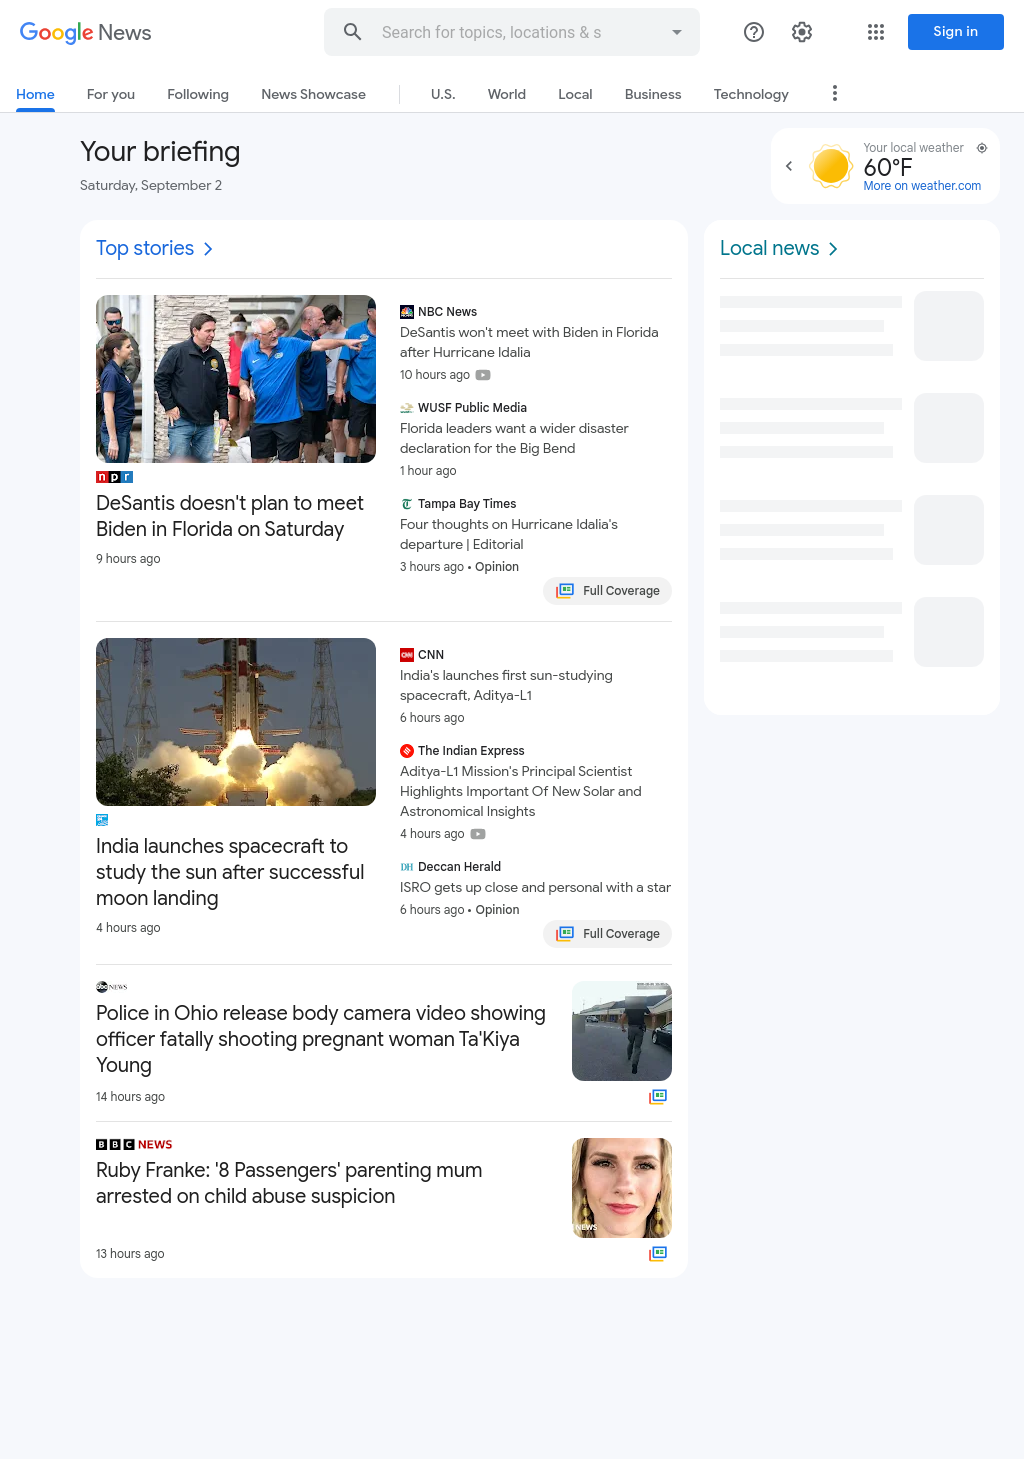 Google News
Search for topics, locations & s
Sign in
Home
For you
Following
News Showcase
U.S.
World
Local
Business
Technology
Your briefing
Saturday, September 2
Your local weather
60°F
More on weather.com
Top stories
npr
DeSantis doesn't plan to meet
Biden in Florida on Saturday
9 hours ago
NBC News
DeSantis won't meet with Biden in Florida
after Hurricane Idalia
10 hours ago
WUSF Public Media
Florida leaders want a wider disaster
declaration for the Big Bend
1 hour ago
Tampa Bay Times
Four thoughts on Hurricane Idalia's
departure | Editorial
3 hours ago • Opinion
Full Coverage
India launches spacecraft to
study the sun after successful
moon landing
4 hours ago
CNN
India's launches first sun-studying
spacecraft, Aditya-L1
6 hours ago
The Indian Express
Aditya-L1 Mission's Principal Scientist
Highlights Important Of New Solar and
Astronomical Insights
4 hours ago
DH Deccan Herald
ISRO gets up close and personal with a star
6 hours ago • Opinion
Full Coverage
abc NEWS
Police in Ohio release body camera video showing
officer fatally shooting pregnant woman Ta'Kiya
Young
14 hours ago
BBC NEWS
Ruby Franke: '8 Passengers' parenting mum
arrested on child abuse suspicion
NEWS
13 hours ago
Local news